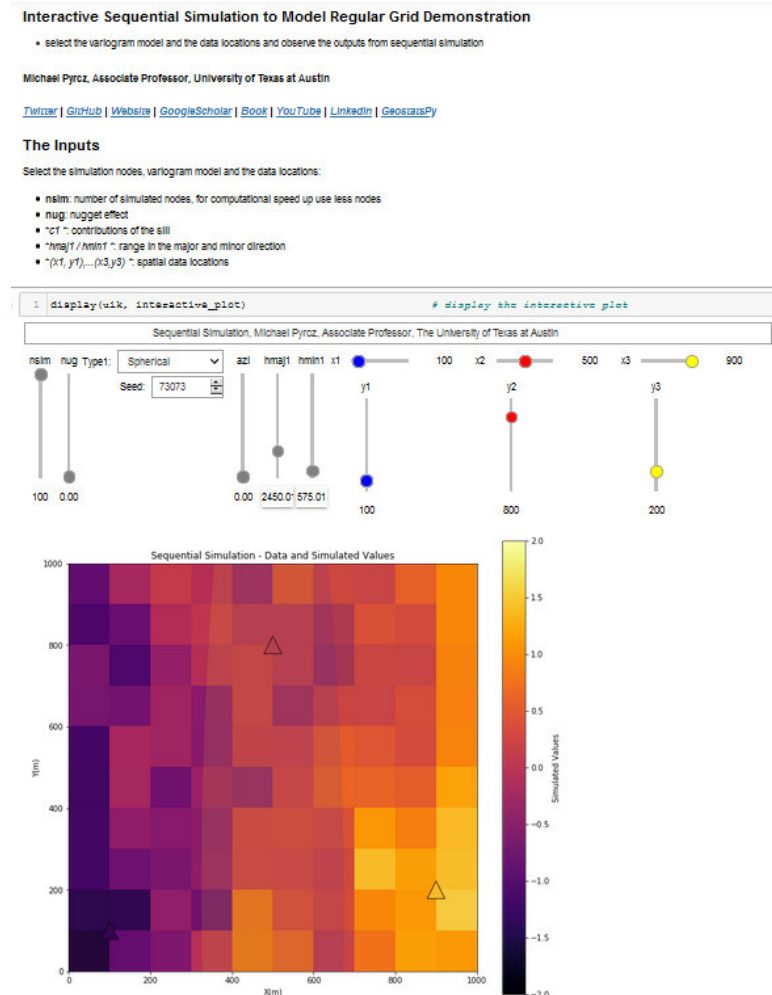 Interactive Sequential Simulation to Model Regular Grid Demonstration
• select the variogram model and the data locations and observe the outputs from sequential simulation
Michael Pyrcz, Associate Professor, University of Texas at Austin
Twitter | GitHub | Website | GoogleScholar | Book | YouTube | LinkedIn | GeostatsPy
The Inputs
Select the simulation nodes, variogram model and the data locations:
• nsim: number of simulated nodes, for computational speed up use less nodes
• nug: nugget effect
• *c1 *: contributions of the sill
• *hmaj1 / hmin1 *: range in the major and minor direction
• *(x1, y1),...(x3,y3) *: spatial data locations
1 display(uik, interactive_plot) # display the interactive plot
Sequential Simulation, Michael Pyrcz, Associate Professor, The University of Texas at Austin
nsim nug Type1: Spherical azi hmaj1 hmin1 x1 100 x2 500 x3 900
Seed: 73073 y1 y2 y3
100 0.00 0.00 2450.01 575.01 100 800 200
Sequential Simulation - Data and Simulated Values
1000
800
600
400
200
0
Y(m)
0 200 400 600 800 1000
X(m)
2.0
1.5
1.0
0.5
0.0
−0.5
−1.0
−1.5
−2.0
Simulated Values